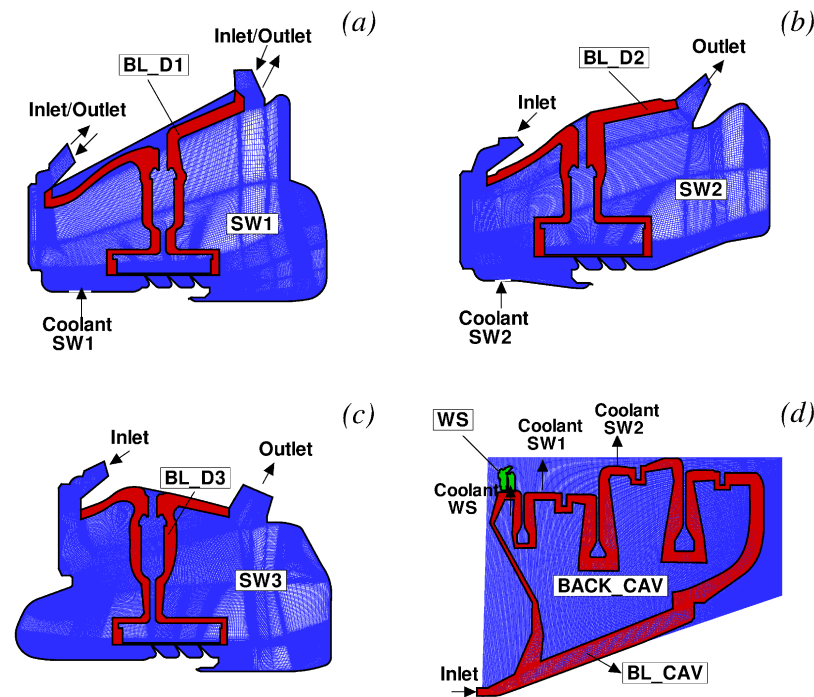 (a)
Inlet/Outlet
BL_D1
Inlet/Outlet
SW1
Coolant
SW1
(b)
Outlet
BL_D2
Inlet
SW2
Coolant
SW2
(c)
Inlet
Outlet
BL_D3
SW3
(d)
WS
Coolant
SW1
Coolant
SW2
Coolant
WS
BACK_CAV
BL_CAV
Inlet